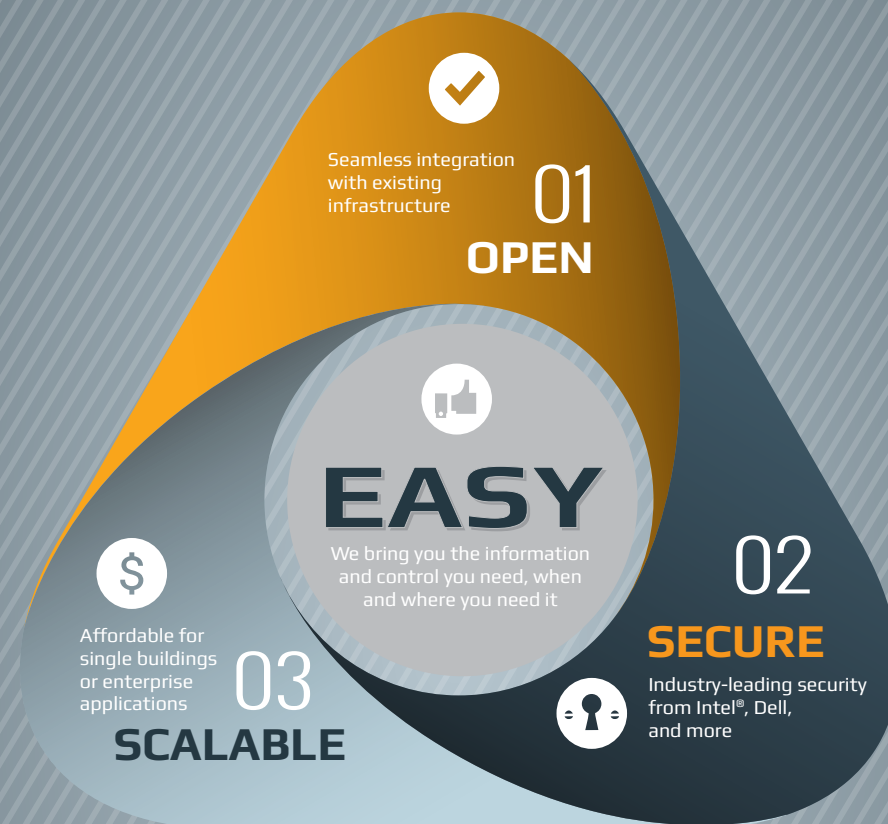 Seamless integration
with existing
infrastructure
01
OPEN
EASY
We bring you the information
and control you need, when
and where you need it
02
SECURE
Industry-leading security
from Intel®, Dell,
and more
$
Affordable for
single buildings
or enterprise
applications
03
SCALABLE